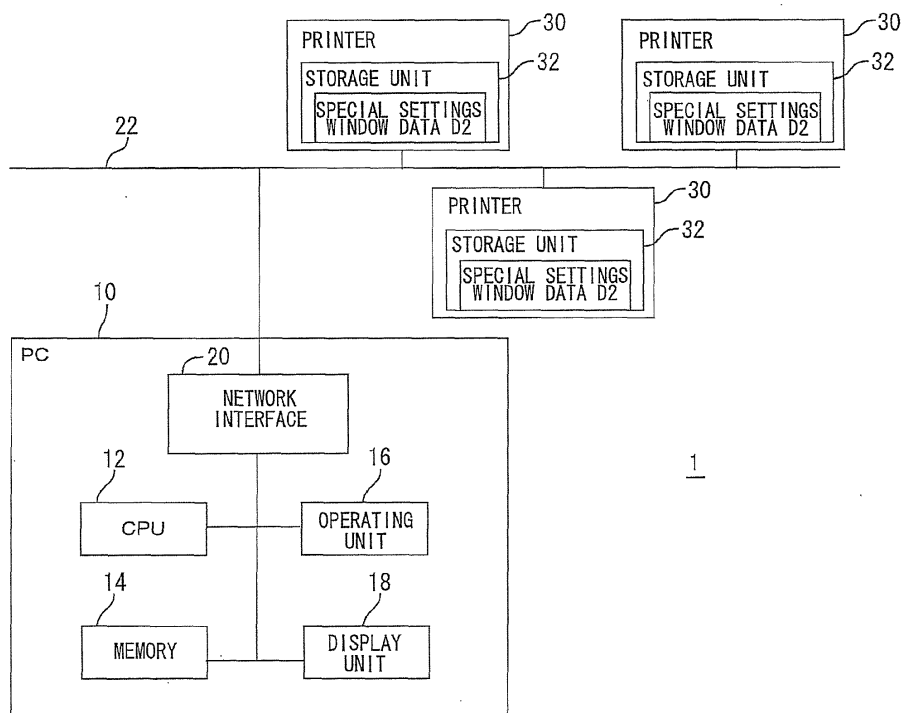 30
PRINTER
32
STORAGE UNIT
SPECIAL SETTINGS
WINDOW DATA D2
30
PRINTER
32
STORAGE UNIT
SPECIAL SETTINGS
WINDOW DATA D2
22
30
PRINTER
32
STORAGE UNIT
SPECIAL SETTINGS
WINDOW DATA D2
10
PC
20
NETWORK
INTERFACE
12
CPU
16
OPERATING
UNIT
1
14
MEMORY
18
DISPLAY
UNIT